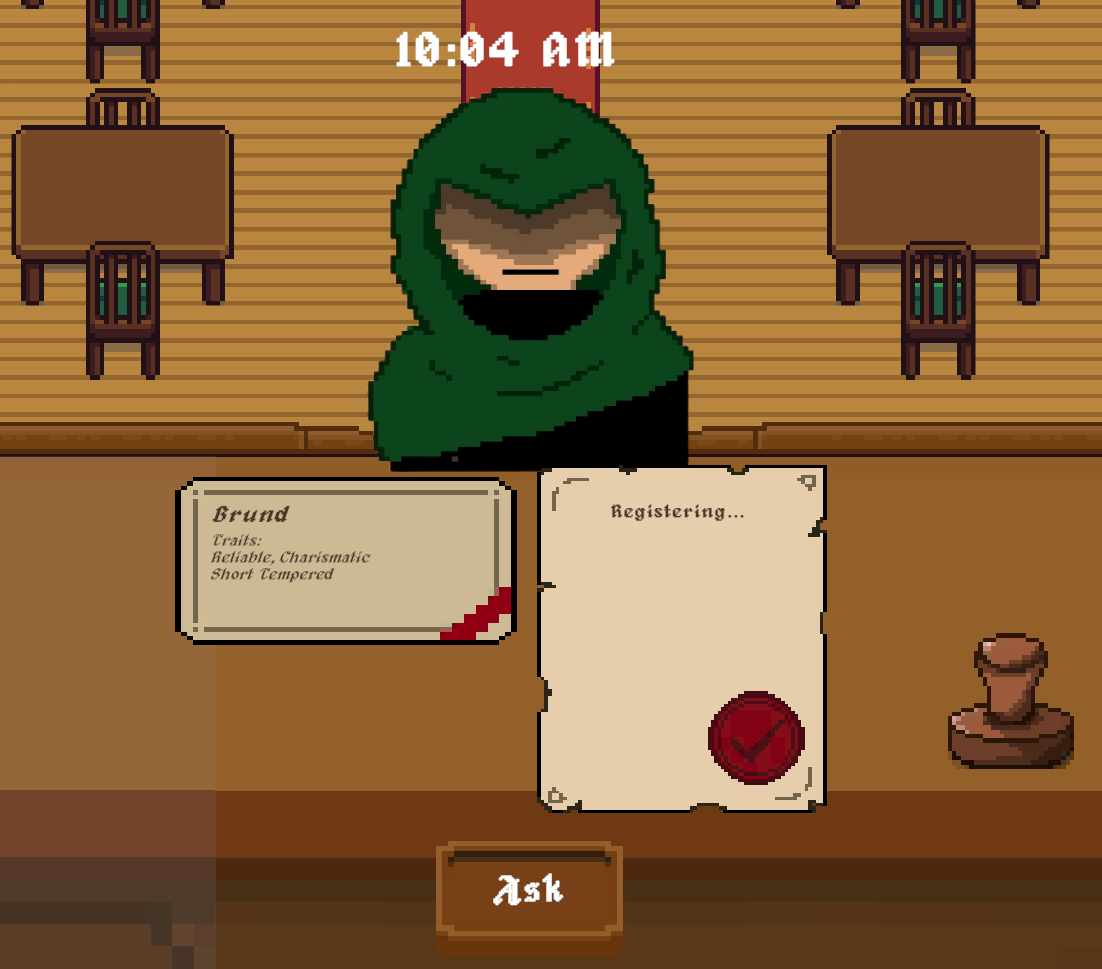 10:04 AM
Brund
Traits:
Reliable, Charismatic
Short Tempered
Registering...
Ask